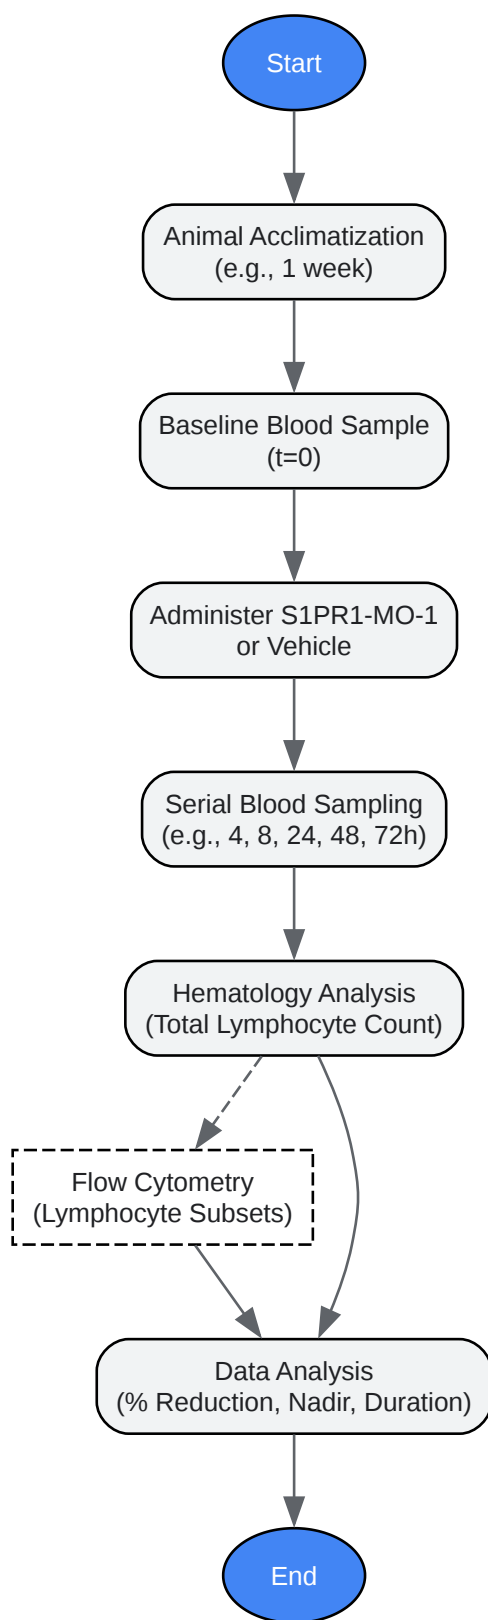 Start
Animal Acclimatization
(e.g., 1 week)
Baseline Blood Sample
(t=0)
Administer S1PR1-MO-1
or Vehicle
Serial Blood Sampling
(e.g., 4, 8, 24, 48, 72h)
Hematology Analysis
(Total Lymphocyte Count)
Flow Cytometry
(Lymphocyte Subsets)
Data Analysis
(% Reduction, Nadir, Duration)
End